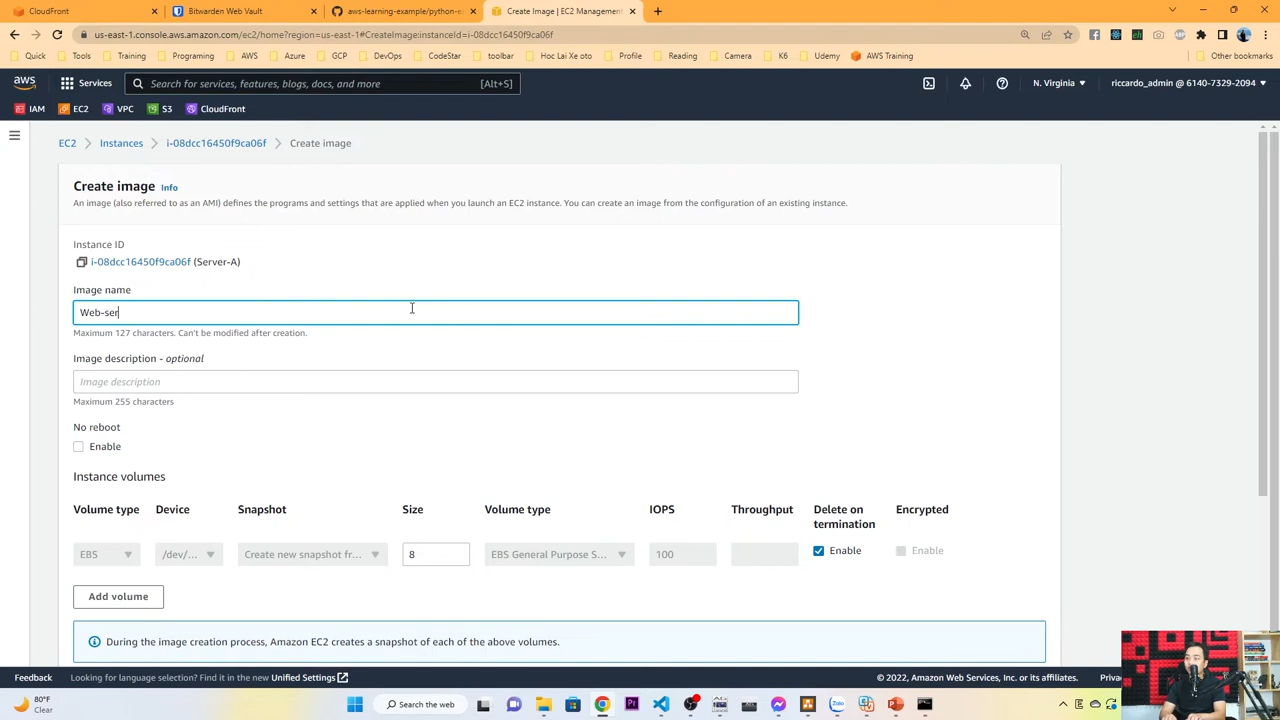 CloudFront
Bitwarden Web Vault
aws-learning-example/python-e
Create Image | EC2 Management
us-east-1.console.aws.amazon.com/ec2/home?region=us-east-1#CreateImage:instanceId=i-08dcc16450f9ca06f
Quick Tools Training Programing AWS Azure GCP DevOps CodeStar toolbar Hoc Lai Xe oto Profile Reading Camera K6 Udemy AWS Training Other bookmarks
aws Services Search for services, features, blogs, docs, and more [Alt+S] N. Virginia riccardo_admin @ 6140-7329-2094
IAM EC2 VPC S3 CloudFront
EC2 Instances i-08dcc16450f9ca06f Create image
Create image Info
An image (also referred to as an AMI) defines the programs and settings that are applied when you launch an EC2 instance. You can create an image from the configuration of an existing instance.
Instance ID
i-08dcc16450f9ca06f (Server-A)
Image name
Web-ser
Maximum 127 characters. Can't be modified after creation.
Image description - optional
Image description
Maximum 255 characters
No reboot
Enable
Instance volumes
Volume type Device Snapshot Size Volume type IOPS Throughput Delete on termination Encrypted
EBS /dev/... Create new snapshot fr... 8 EBS General Purpose S... 100 Enable Enable
Add volume
During the image creation process, Amazon EC2 creates a snapshot of each of the above volumes.
Feedback Looking for language selection? Find it in the new Unified Settings © 2022, Amazon Web Services, Inc. or its affiliates. Priva
80°F
Clear
Search the web